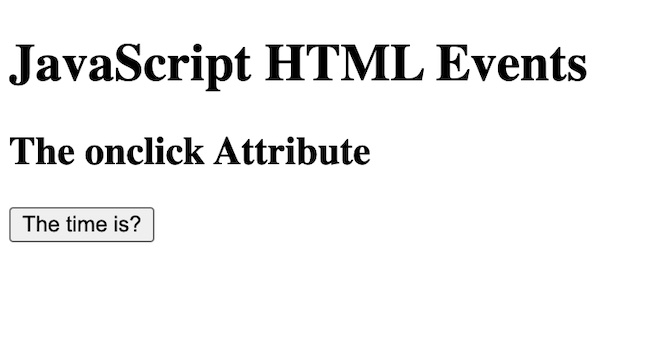 JavaScript HTML Events
The onclick Attribute
The time is?